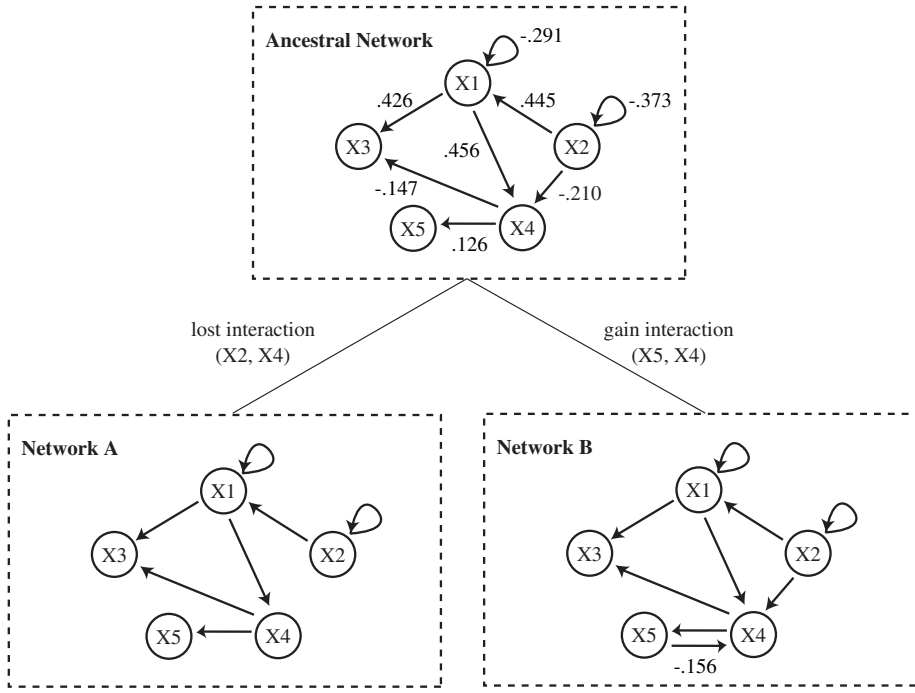 Ancestral Network
-.291
X1
.426
.445
-.373
X3
.456
X2
-.147
-.210
X5
X4
.126
lost interaction
(X2, X4)
gain interaction
(X5, X4)
Network A
X1
X3
X2
X5
X4
Network B
X1
X3
X2
X5
X4
-.156